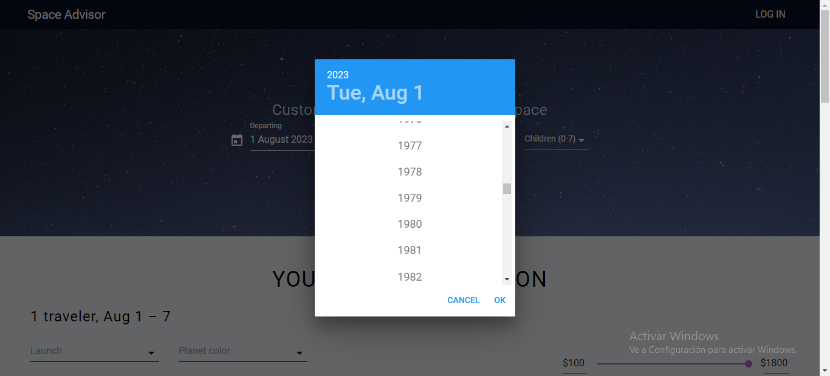 Space Advisor
LOG IN
2023
Tue, Aug 1
Departing
1 August 2023
Children (0-7)
1977
1978
1979
1980
1981
1982
CANCEL
OK
1 traveler, Aug 1 – 7
Launch
Planet color
$100
$1800
Activar Windows
Ve a Configuración para activar Windows.